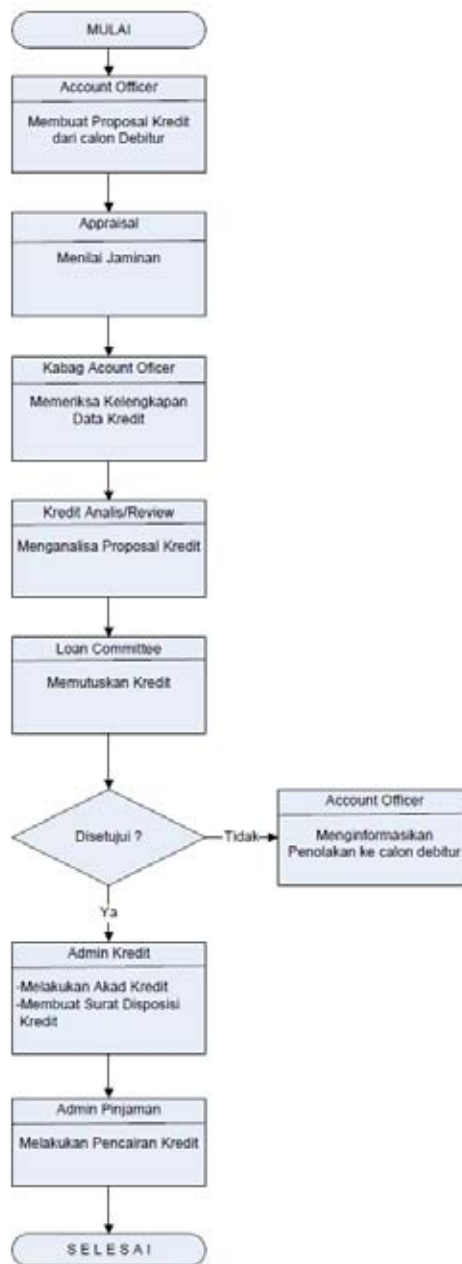 MULAI
Account Officer
Membuat Proposal Kredit
dari calon Debitur
Appraisal
Menilai Jaminan
Kabag Acount Oficer
Memeriksa Kelengkapan
Data Kredit
Kredit Analis/Review
Menganalisa Proposal Kredit
Loan Committee
Memutuskan Kredit
Disetujui ?
Tidak
Account Officer
Menginformasikan
Penolakan ke calon debitur
Ya
Admin Kredit
-Melakukan Akad Kredit
-Membuat Surat Disposisi
Kredit
Admin Pinjaman
Melakukan Pencairan Kredit
S E L E S A I